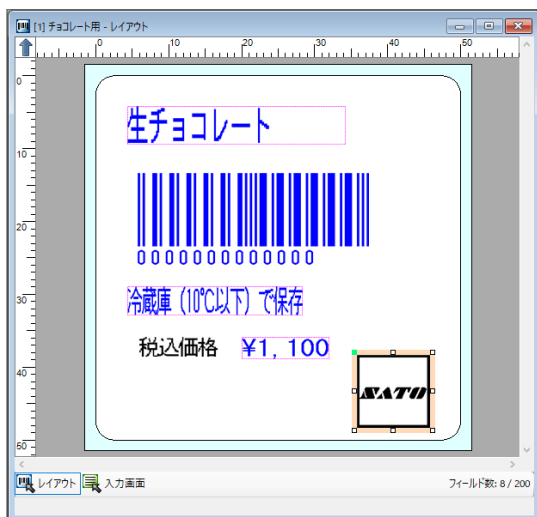 [1] チョコレート用 - レイアウト
0 10 20 30 40 50
0
生チョコレート
10
20
0000000000000
30
冷蔵庫（10℃以下）で保存
税込価格 ¥1,100
40
SATO
50
レイアウト 入力画面 フィールド数: 8 / 200